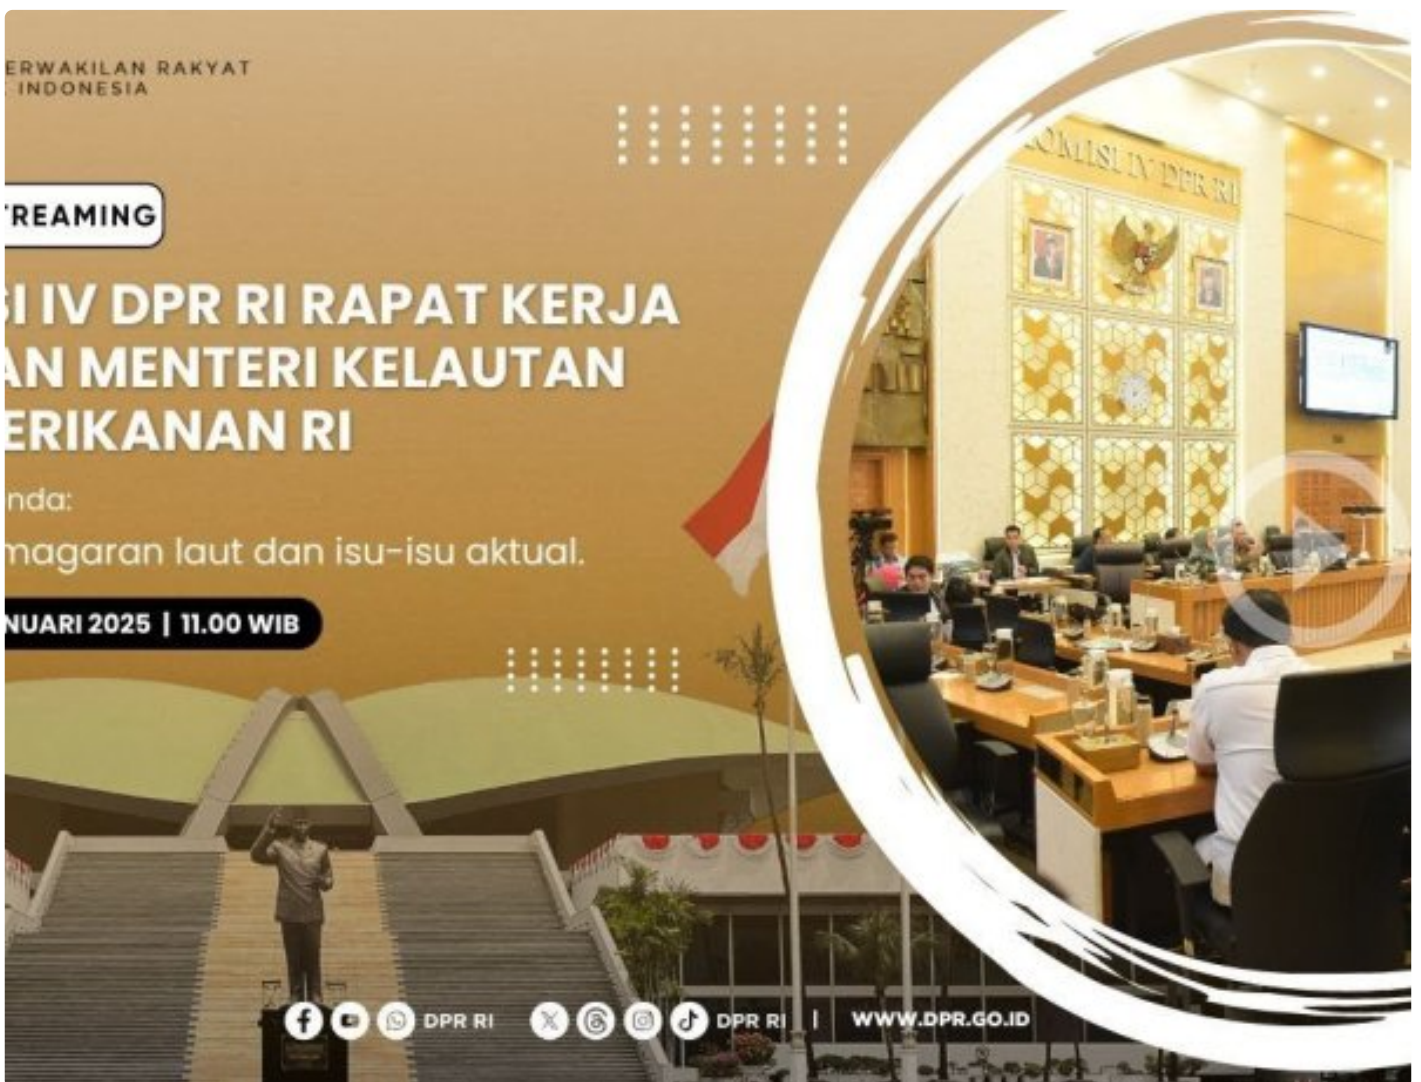 ERWAKILAN RAKYAT
INDONESIA
TREAMING
SI IV DPR RI RAPAT KERJA
AN MENTERI KELAUTAN
ERIKANAN RI
nda:
magaran laut dan isu-isu aktual.
NUARI 2025 | 11.00 WIB
KOMISI IV DPR RI
DPR RI
DPR RI | WWW.DPR.GO.ID